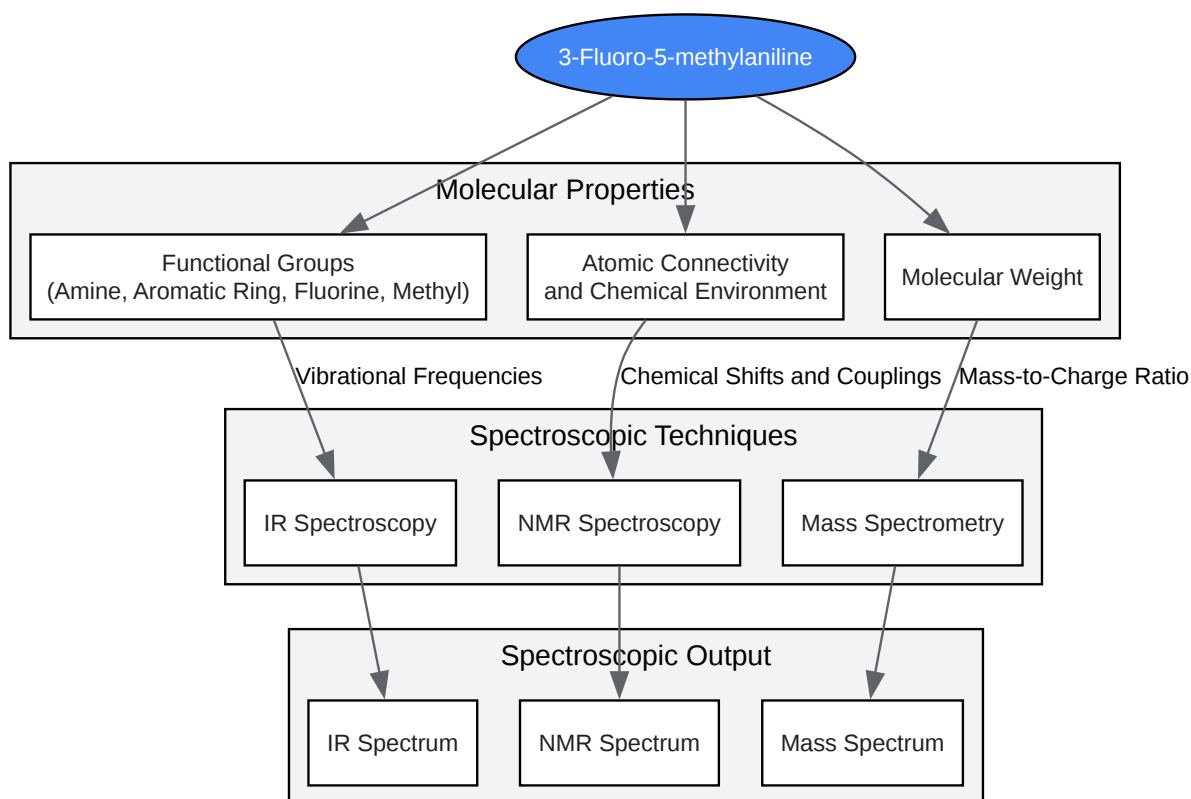 3-Fluoro-5-methylaniline
Molecular Properties
Functional Groups
(Amine, Aromatic Ring, Fluorine, Methyl)
Atomic Connectivity
and Chemical Environment
Molecular Weight
Vibrational Frequencies
Chemical Shifts and Couplings
Mass-to-Charge Ratio
Spectroscopic Techniques
IR Spectroscopy
NMR Spectroscopy
Mass Spectrometry
Spectroscopic Output
IR Spectrum
NMR Spectrum
Mass Spectrum